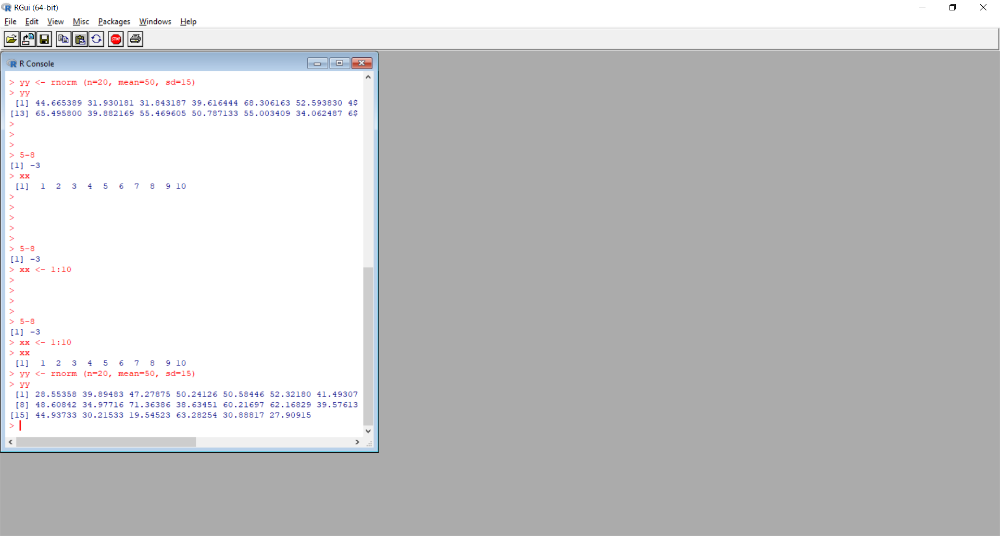 RGui (64-bit)
File Edit View Misc Packages Windows Help
STOP
R Console
> yy <- rnorm (n=20, mean=50, sd=15)
> yy
 [1] 44.665389 31.930181 31.843187 39.616444 68.306163 52.593830 4$
[13] 65.495800 39.882169 55.469605 50.787133 55.003409 34.062487 6$
>
>
>
> 5-8
[1] -3
> xx
 [1]  1  2  3  4  5  6  7  8  9 10
>
>
>
>
>
> 5-8
[1] -3
> xx <- 1:10
>
>
>
>
> 5-8
[1] -3
> xx <- 1:10
> xx
 [1]  1  2  3  4  5  6  7  8  9 10
> yy <- rnorm (n=20, mean=50, sd=15)
> yy
 [1] 28.55358 39.89483 47.27875 50.24126 50.58446 52.32180 41.49307
 [8] 48.60842 34.97716 71.36386 38.63451 60.21697 62.16829 39.57613
[15] 44.93733 30.21533 19.54523 63.28254 30.88817 27.90915
>